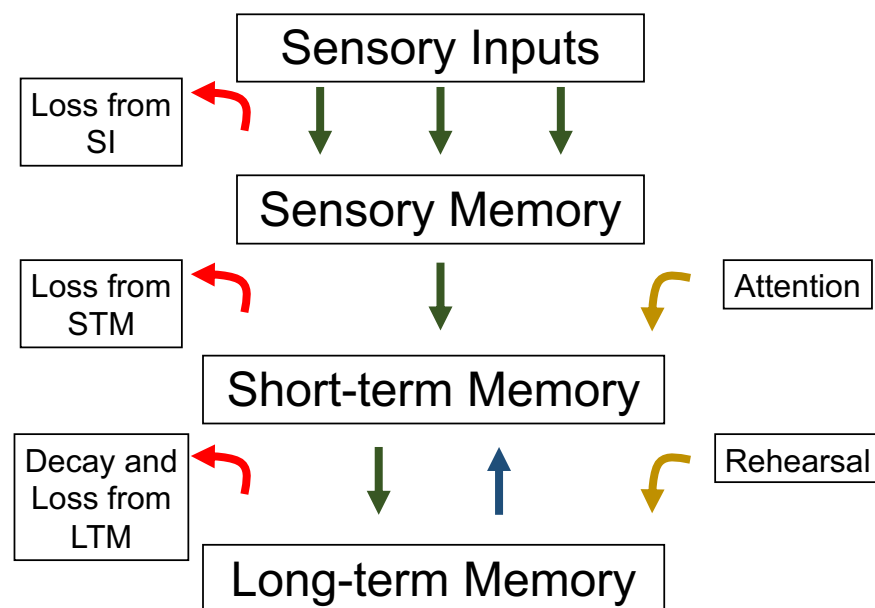 Sensory Inputs
Loss from
SI
Sensory Memory
Loss from
STM
Attention
Short-term Memory
Decay and
Loss from
LTM
Rehearsal
Long-term Memory